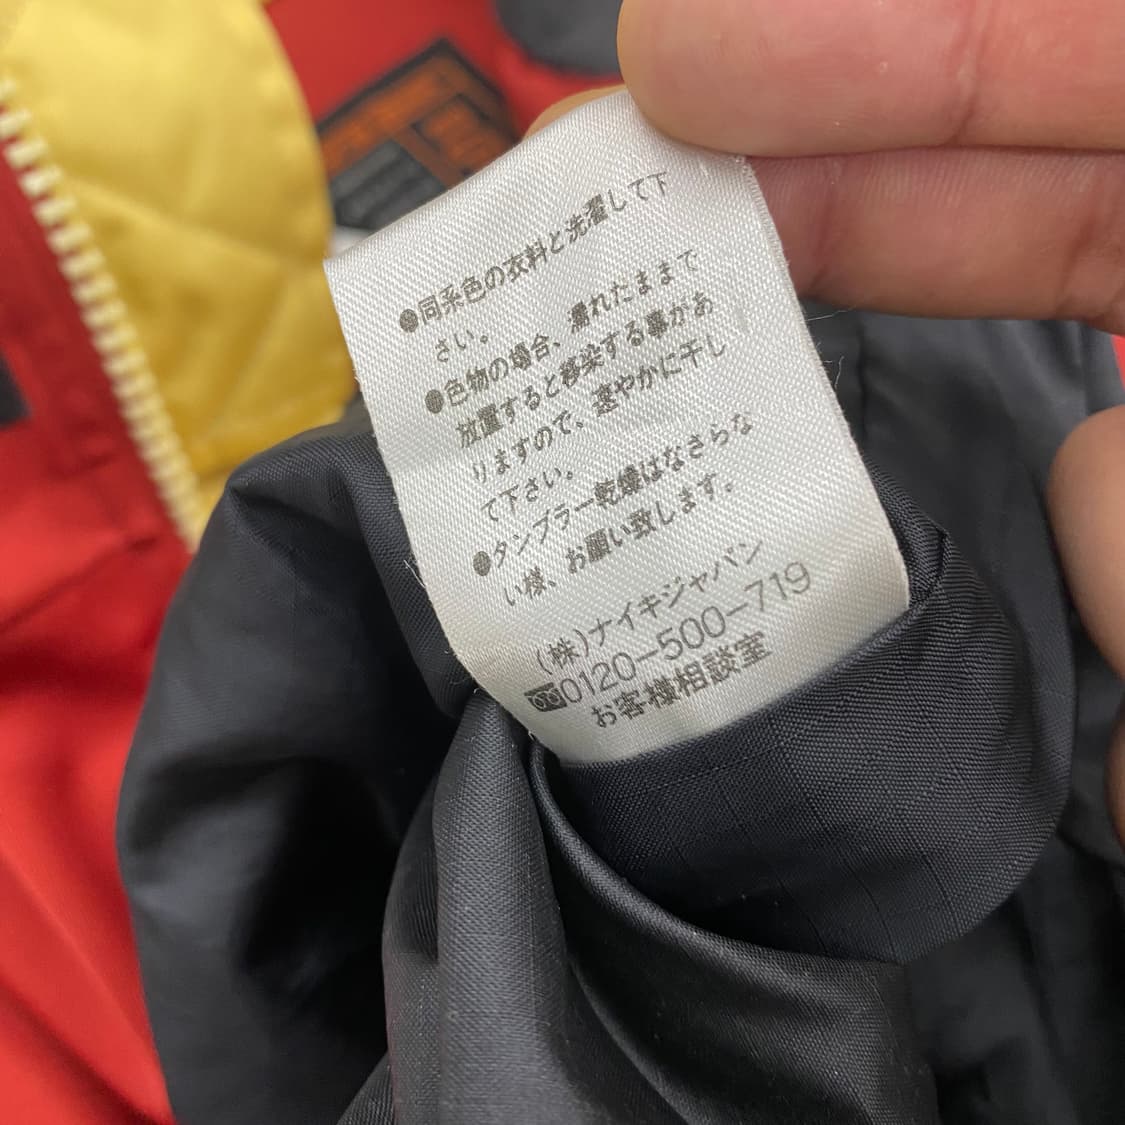 ●同系色の衣料と洗濯して下
さい。
●色物の場合、濡れたままで
放置すると移染する事があ
りますので、速やかに干し
て下さい。
●タンブラー乾燥はなさらな
い様、お願い致します。
(株)ナイキジャパン
0120-500-719
お客様相談室